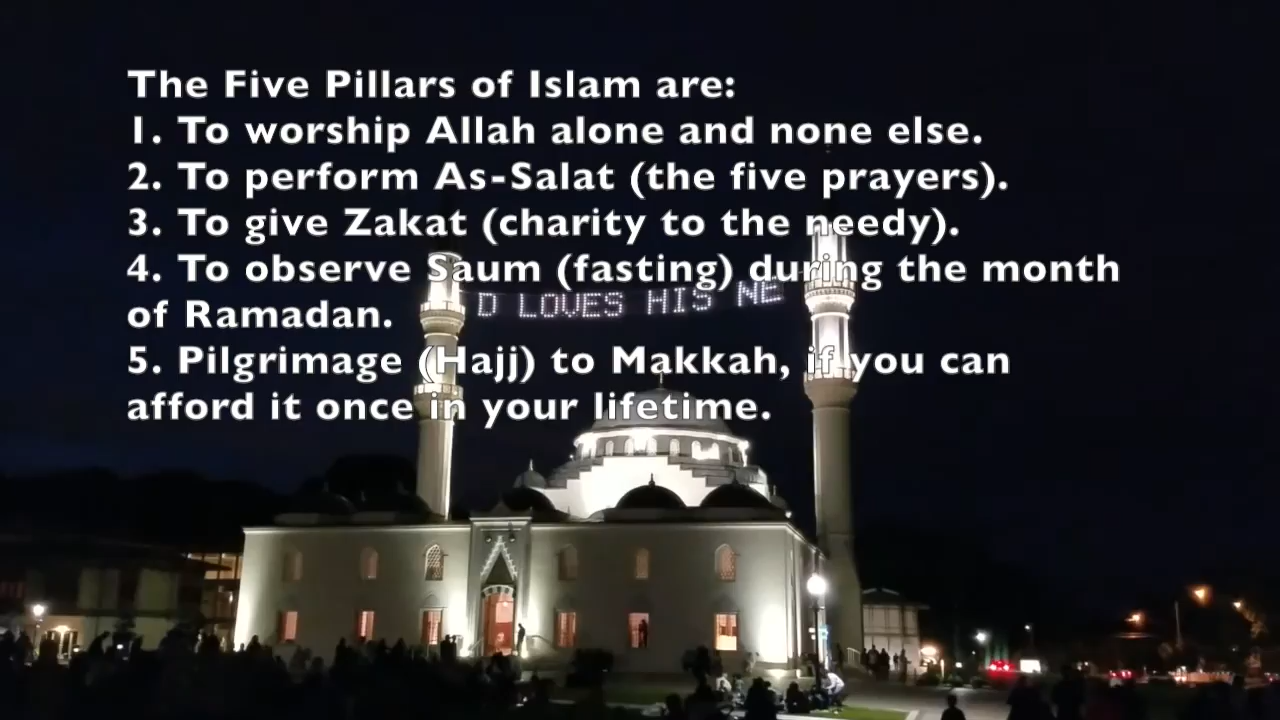 The Five Pillars of Islam are:
1. To worship Allah alone and none else.
2. To perform As-Salat (the five prayers).
3. To give Zakat (charity to the needy).
4. To observe Saum (fasting) during the month
of Ramadan.
5. Pilgrimage (Hajj) to Makkah, if you can
afford it once in your lifetime.
D LOVES HIS NE